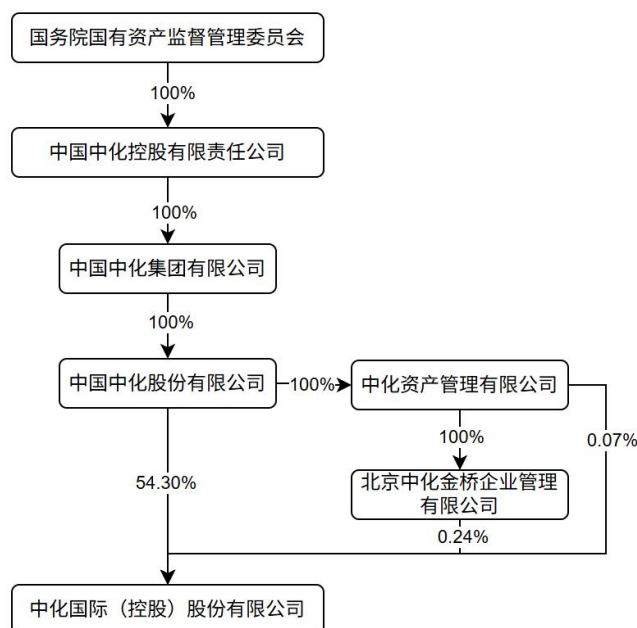 国务院国有资产监督管理委员会
100%
中国中化控股有限责任公司
100%
中国中化集团有限公司
100%
中国中化股份有限公司
100%
中化资产管理有限公司
100%
0.07%
54.30%
北京中化金桥企业管理
有限公司
0.24%
中化国际（控股）股份有限公司